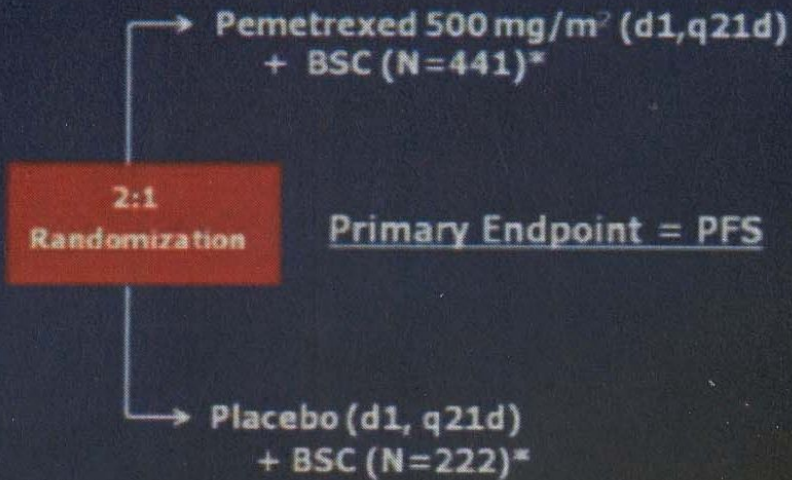 Pemetrexed 500 mg/m² (d1,q21d)
+ BSC (N=441)*
2:1
Randomization
Primary Endpoint = PFS
Placebo (d1, q21d)
+ BSC (N=222)*